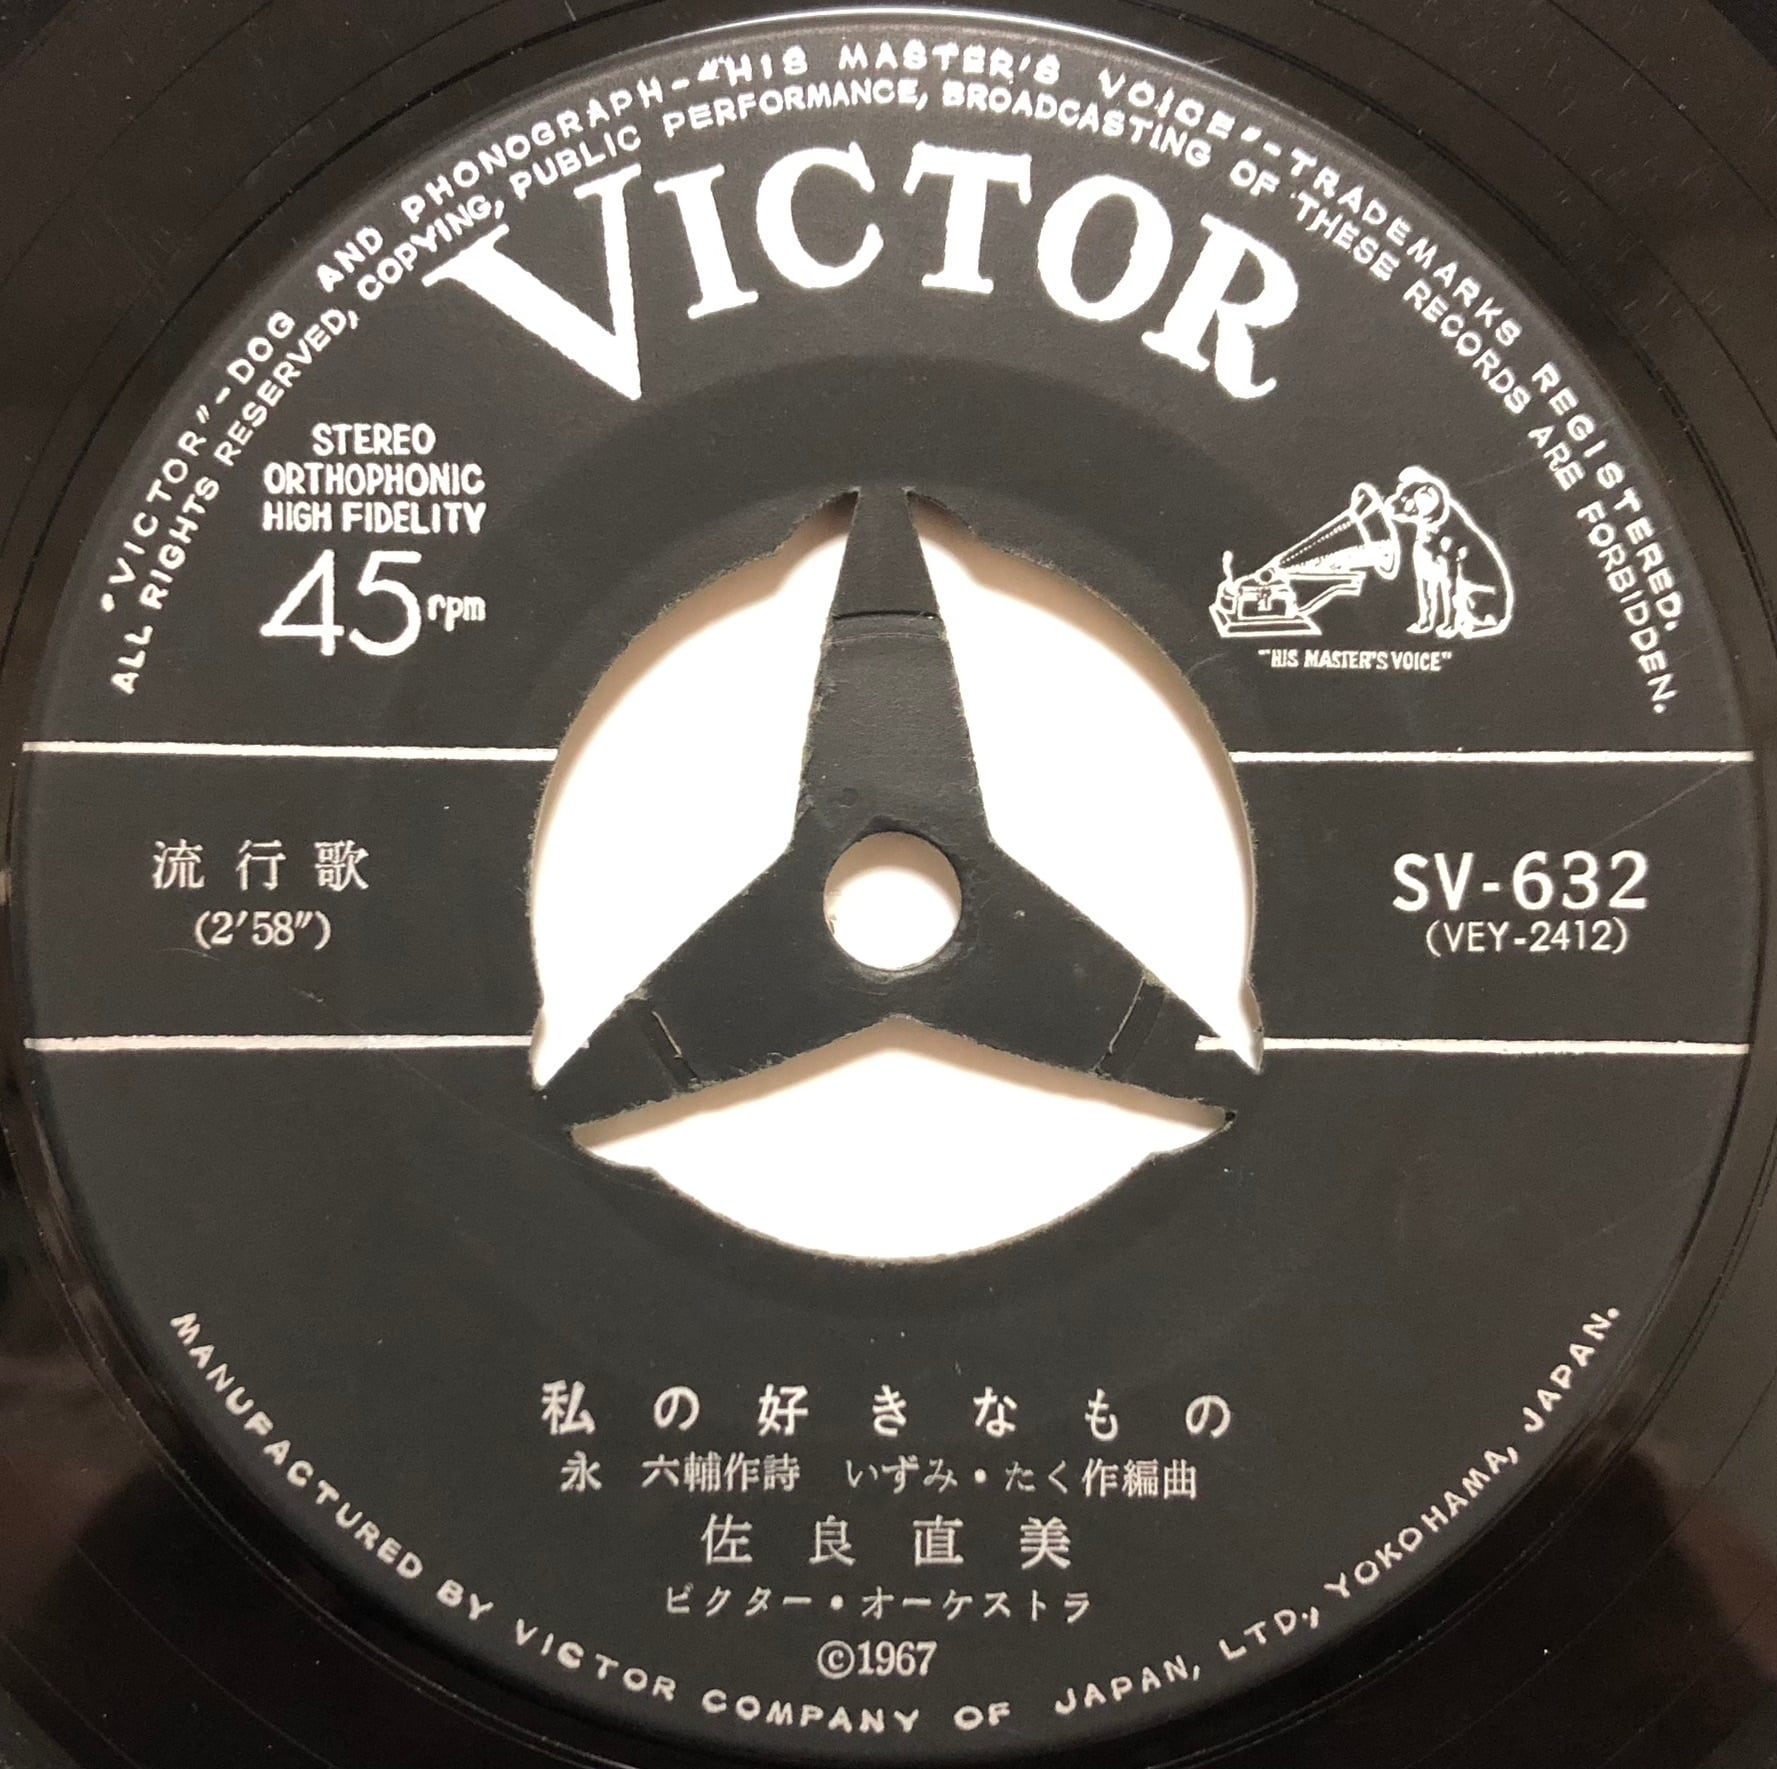 "VICTOR"-DOG AND PHONOGRAPH-"HIS MASTER'S VOICE"-TRADEMARKS REGISTERED.
ALL RIGHTS RESERVED, COPYING, PUBLIC PERFORMANCE, BROADCASTING OF THESE RECORDS ARE FORBIDDEN.
VICTOR
STEREO
ORTHOPHONIC
HIGH FIDELITY
45 rpm
"HIS MASTER'S VOICE"
流行歌
(2′58″)
SV-632
(VEY-2412)
私の好きなもの
永 六輔作詩 いずみ・たく作編曲
佐良直美
ビクター・オーケストラ
©1967
MANUFACTURED BY VICTOR COMPANY OF JAPAN, LTD., YOKOHAMA, JAPAN.